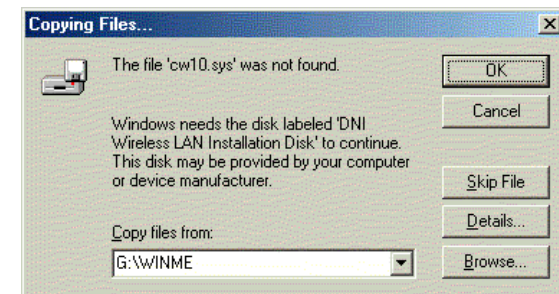 Copying Files...
The file 'cw10.sys' was not found.
OK
Cancel
Windows needs the disk labeled 'DNI
Wireless LAN Installation Disk' to continue.
This disk may be provided by your computer
or device manufacturer.
Skip File
Details...
Copy files from:
G:\WINME
Browse...